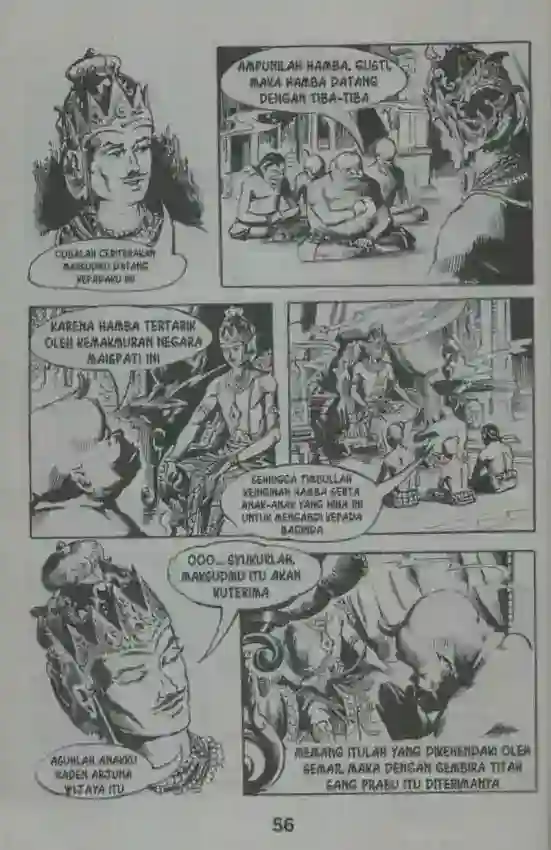 CUBALAH CERITERAKAN
MAKSUDMU DATANG
KEPADAKU INI
AMPUNILAH HAMBA, GUSTI,
MAKA HAMBA DATANG
DENGAN TIBA-TIBA
KARENA HAMBA TERTARIK
OLEH KEMAKMURAN NEGARA
MAIGPATI INI
SEHINGGA TIMBULLAH
KEINGINAN HAMBA SERTA
ANAK-ANAK YANG HINA INI
UNTUK MENGABDI KEPADA
BAGINDA
OOO... SYUKURLAH,
MAKSUDMU ITU AKAN
KUTERIMA
AGUHLAH ANAKKU
RADEN ARJUNA
WIJAYA ITU
MEMANG ITULAH YANG DIKEHENDAKI OLEH
SEMAR, MAKA DENGAN GEMBIRA TITAH
SANG PRABU ITU DITERIMANYA
56